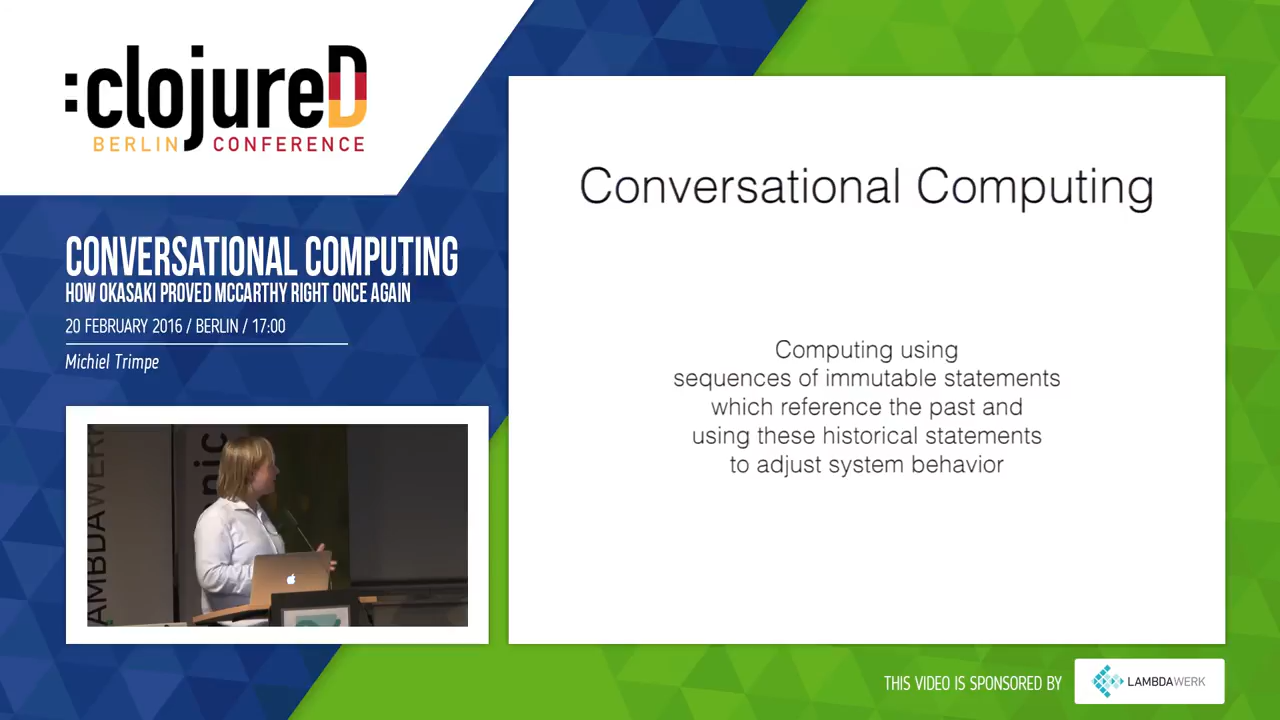 :clojureD
BERLIN CONFERENCE
CONVERSATIONAL COMPUTING
HOW OKASAKI PROVED MCCARTHY RIGHT ONCE AGAIN
20 FEBRUARY 2016 / BERLIN / 17:00
Michiel Trimpe
AMBDAWERK
nic
Conversational Computing
Computing using
sequences of immutable statements
which reference the past and
using these historical statements
to adjust system behavior
THIS VIDEO IS SPONSORED BY
LAMBDAWERK